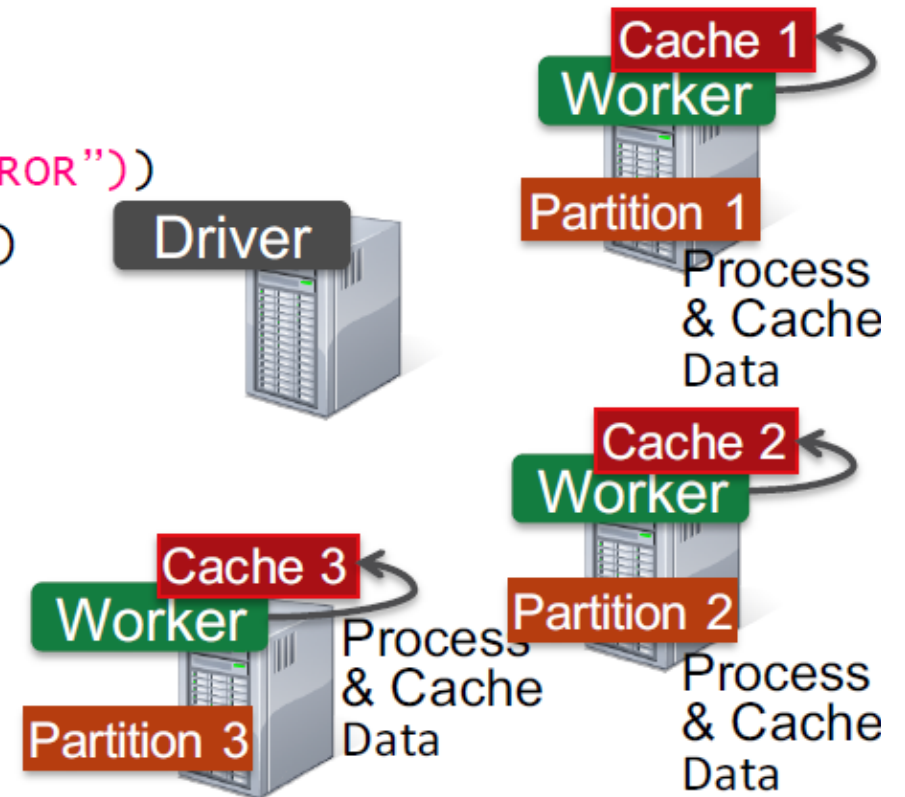 Cache 1
Worker
ROR”))
)
Driver
Partition 1
Process
& Cache
Data
Cache 2
Worker
Partition 2
Process
& Cache
Data
Cache 3
Worker
Process
& Cache
Data
Partition 3